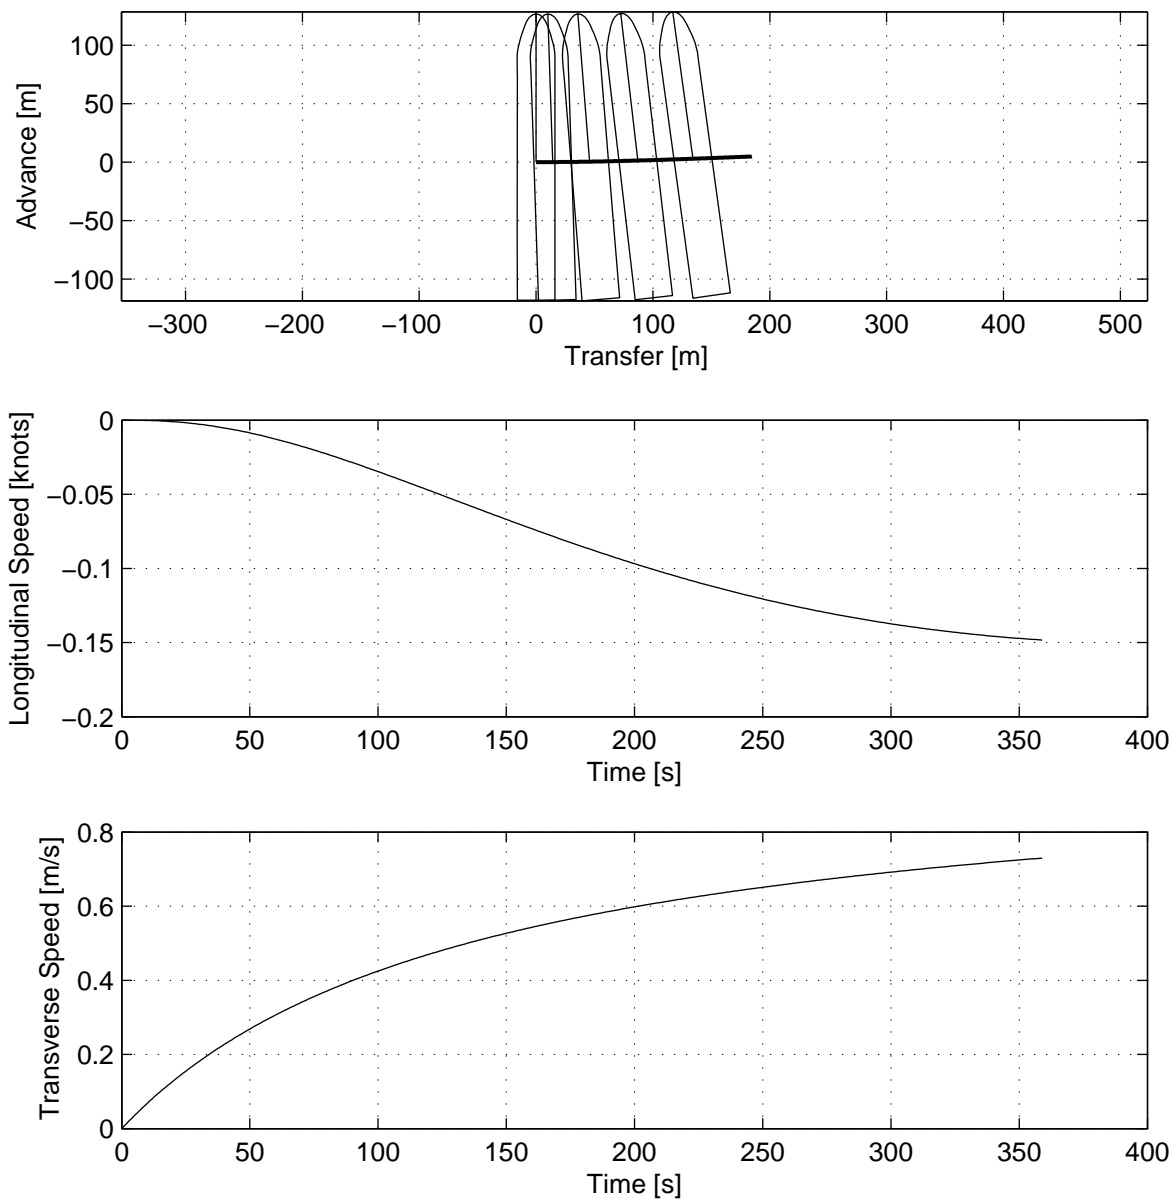 100
50
0
−50
−100
Advance [m]
−300 −200 −100 0 100 200 300 400 500
Transfer [m]
0
−0.05
−0.1
−0.15
−0.2
Longitudinal Speed [knots]
0 50 100 150 200 250 300 350 400
Time [s]
0.8
0.6
0.4
0.2
0
Transverse Speed [m/s]
0 50 100 150 200 250 300 350 400
Time [s]